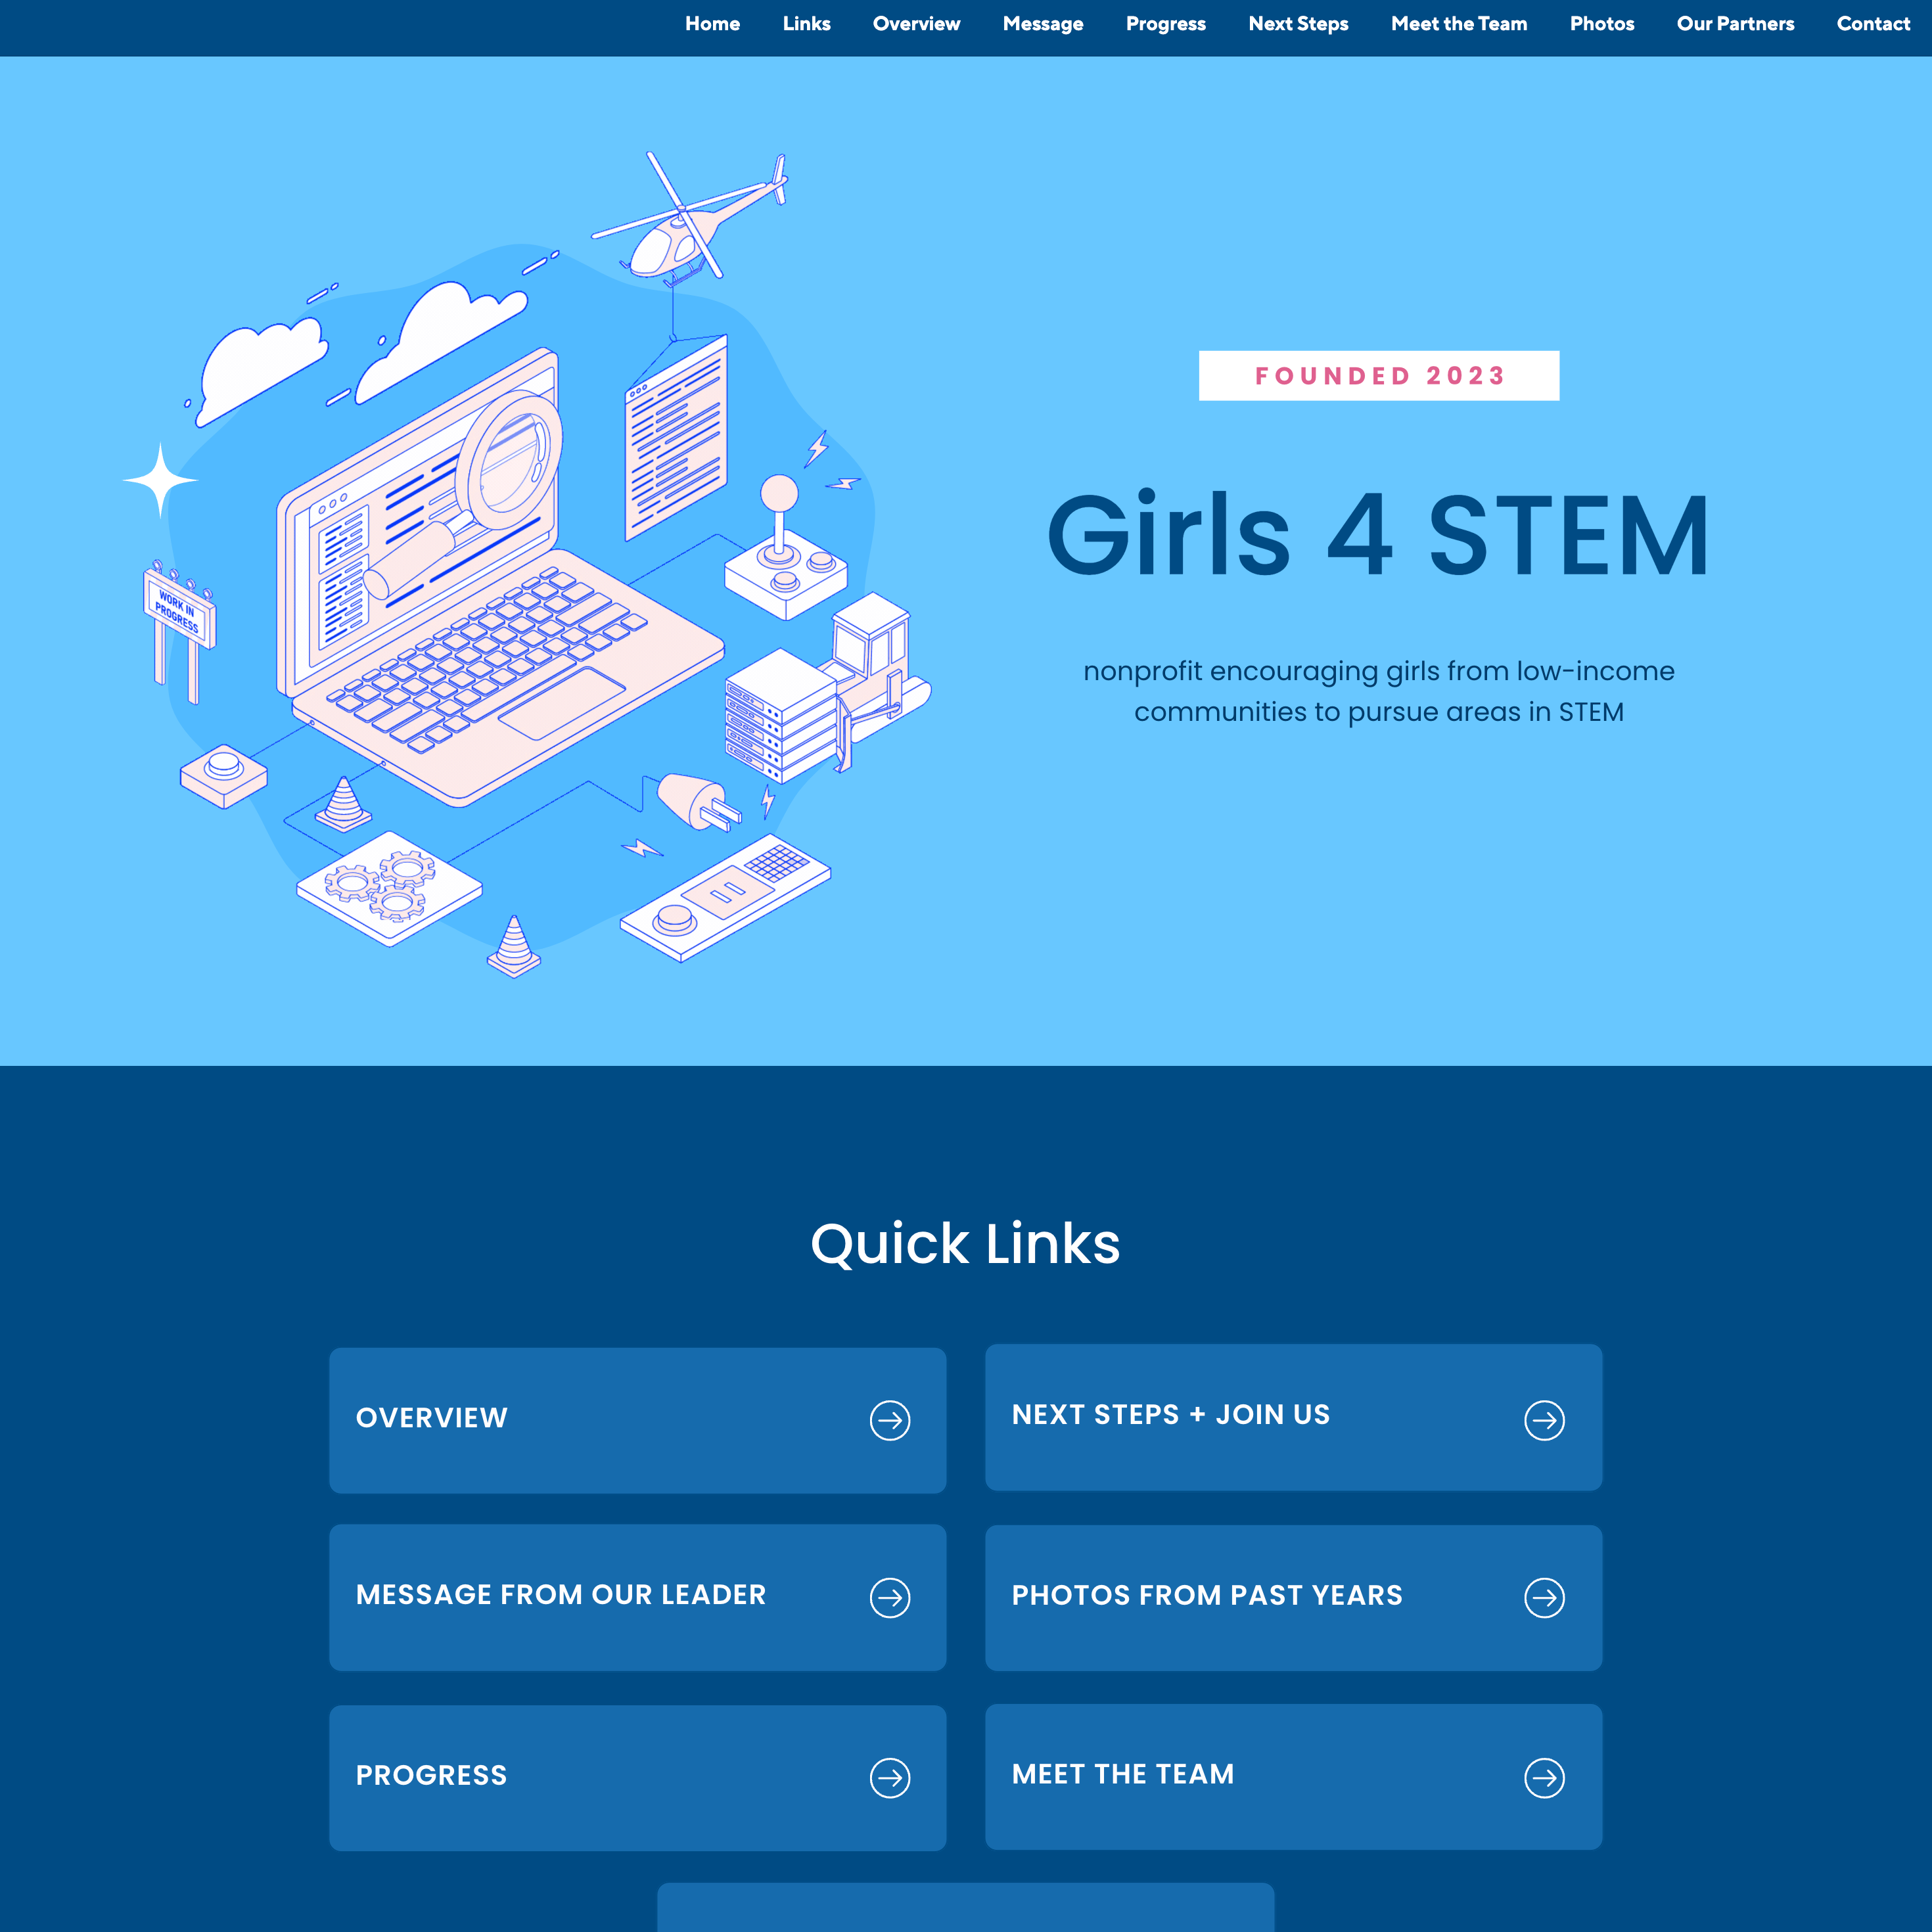 Home Links Overview Message Progress Next Steps Meet the Team Photos Our Partners Contact
WORK IN
PROGRESS
FOUNDED 2023
Girls 4 STEM
nonprofit encouraging girls from low-income
communities to pursue areas in STEM
Quick Links
OVERVIEW
NEXT STEPS + JOIN US
MESSAGE FROM OUR LEADER
PHOTOS FROM PAST YEARS
PROGRESS
MEET THE TEAM